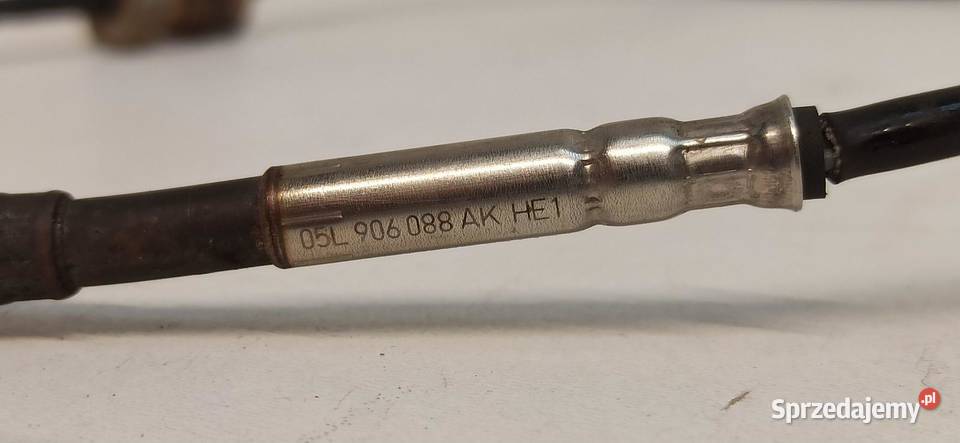 05L 906 088 AK HE1
Sprzedajemy.pl